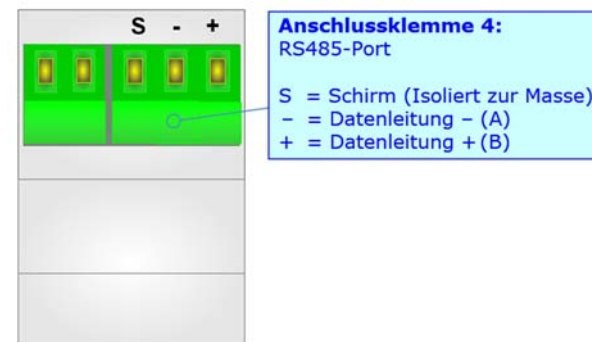 S - +
Anschlussklemme 4:
RS485-Port
S = Schirm (Isoliert zur Masse)
– = Datenleitung – (A)
+ = Datenleitung + (B)